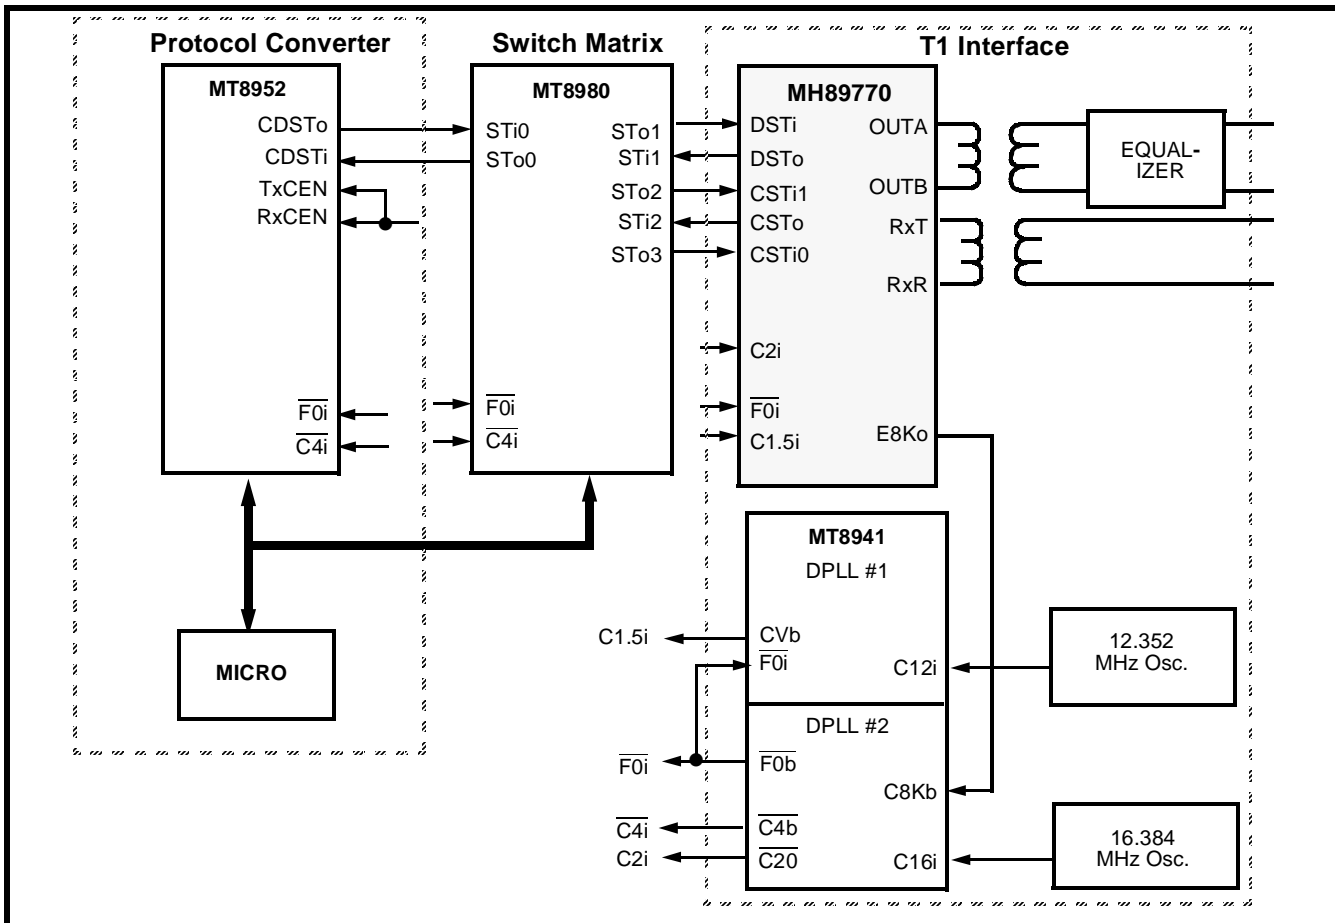 Protocol Converter
Switch Matrix
T1 Interface
MT8952
CDSTo
CDSTi
TxCEN
RxCEN
F0i
C4i
MICRO
MT8980
STi0
STo0
STo1
STi1
STo2
STi2
STo3
F0i
C4i
MH89770
DSTi
DSTo
CSTi1
CSTo
CSTi0
C2i
F0i
C1.5i
OUTA
OUTB
RxT
RxR
E8Ko
EQUAL-
IZER
MT8941
DPLL #1
CVb
F0i
C12i
DPLL #2
F0b
C8Kb
C4b
C20
C16i
C1.5i
F0i
C4i
C2i
12.352
MHz Osc.
16.384
MHz Osc.